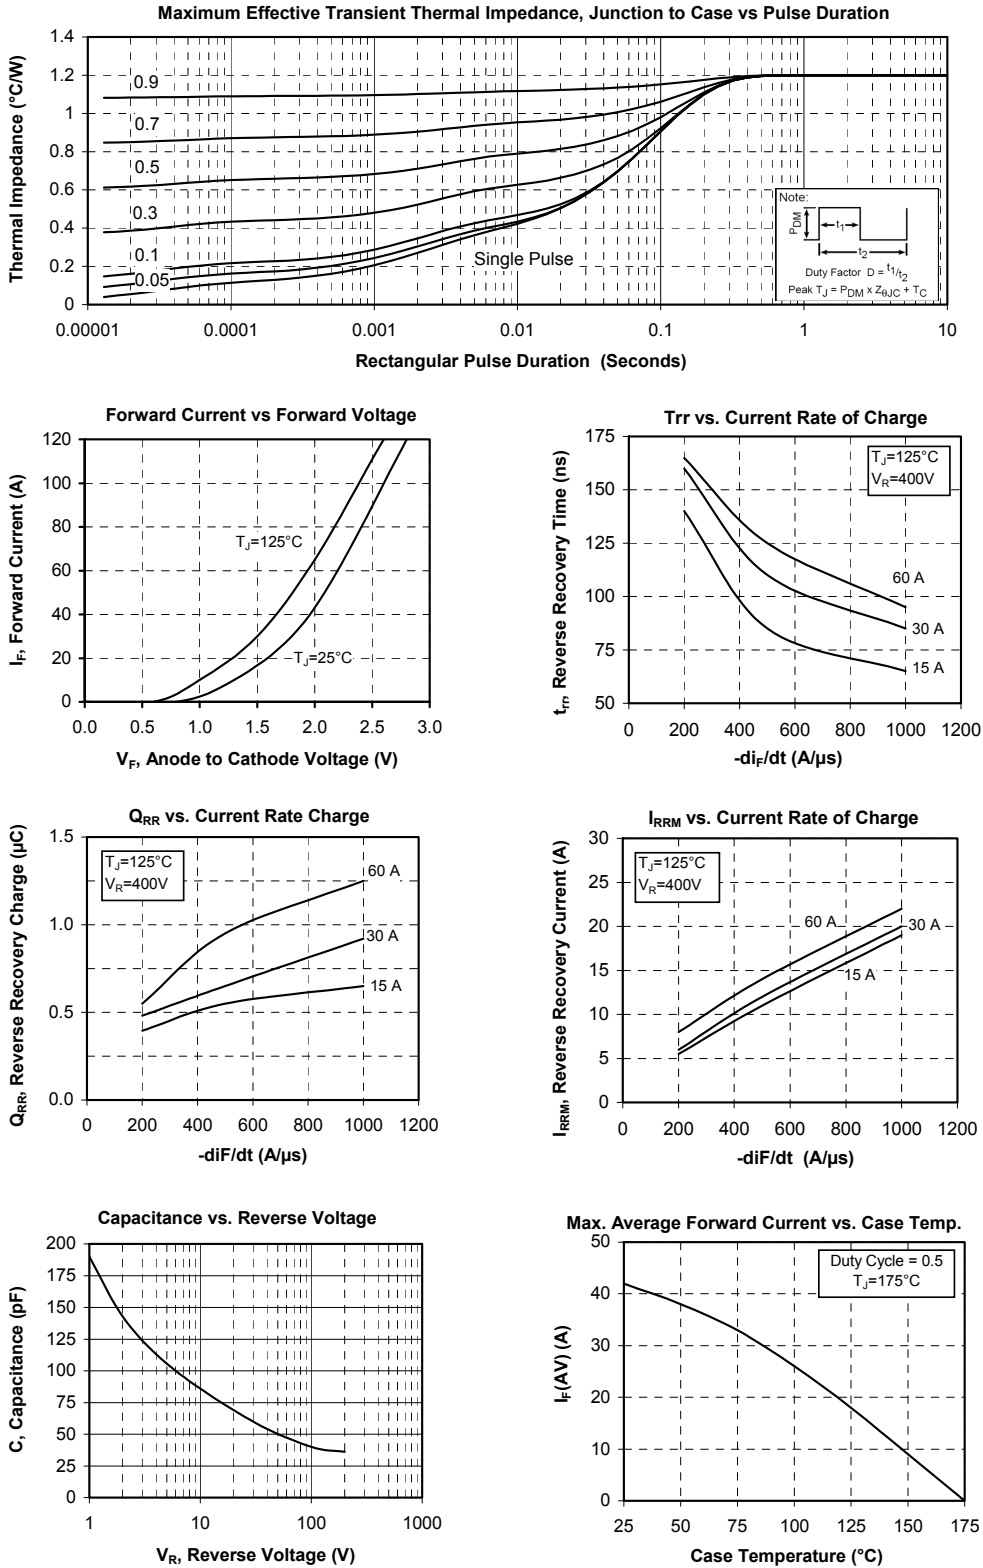 Maximum Effective Transient Thermal Impedance, Junction to Case vs Pulse Duration
Thermal Impedance (°C/W)
1.4
1.2
1
0.8
0.6
0.4
0.2
0
0.9
0.7
0.5
0.3
0.1
0.05
Single Pulse
Note:
PDM
t1
t2
Duty Factor D = t1/t2
Peak TJ = PDM x ZθJC + TC
0.00001 0.0001 0.001 0.01 0.1 1 10
Rectangular Pulse Duration (Seconds)
Forward Current vs Forward Voltage
IF, Forward Current (A)
120
100
80
60
40
20
0
TJ=125°C
TJ=25°C
0.0 0.5 1.0 1.5 2.0 2.5 3.0
VF, Anode to Cathode Voltage (V)
Trr vs. Current Rate of Charge
trr, Reverse Recovery Time (ns)
175
150
125
100
75
50
TJ=125°C
VR=400V
60 A
30 A
15 A
0 200 400 600 800 1000 1200
-diF/dt (A/µs)
QRR vs. Current Rate Charge
QRR, Reverse Recovery Charge (µC)
1.5
1.0
0.5
0.0
TJ=125°C
VR=400V
60 A
30 A
15 A
0 200 400 600 800 1000 1200
-diF/dt (A/µs)
IRRM vs. Current Rate of Charge
IRRM, Reverse Recovery Current (A)
30
25
20
15
10
5
0
TJ=125°C
VR=400V
60 A
30 A
15 A
0 200 400 600 800 1000 1200
-diF/dt (A/µs)
Capacitance vs. Reverse Voltage
C, Capacitance (pF)
200
175
150
125
100
75
50
25
0
1 10 100 1000
VR, Reverse Voltage (V)
Max. Average Forward Current vs. Case Temp.
IF(AV) (A)
50
40
30
20
10
0
Duty Cycle = 0.5
TJ=175°C
25 50 75 100 125 150 175
Case Temperature (°C)